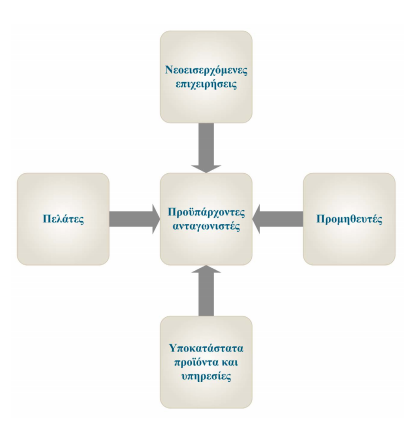 Νεοεισερχόμενες
επιχειρήσεις
Πελάτες
Προϋπάρχοντες
ανταγωνιστές
Προμηθευτές
Υποκατάστατα
προϊόντα και
υπηρεσίες